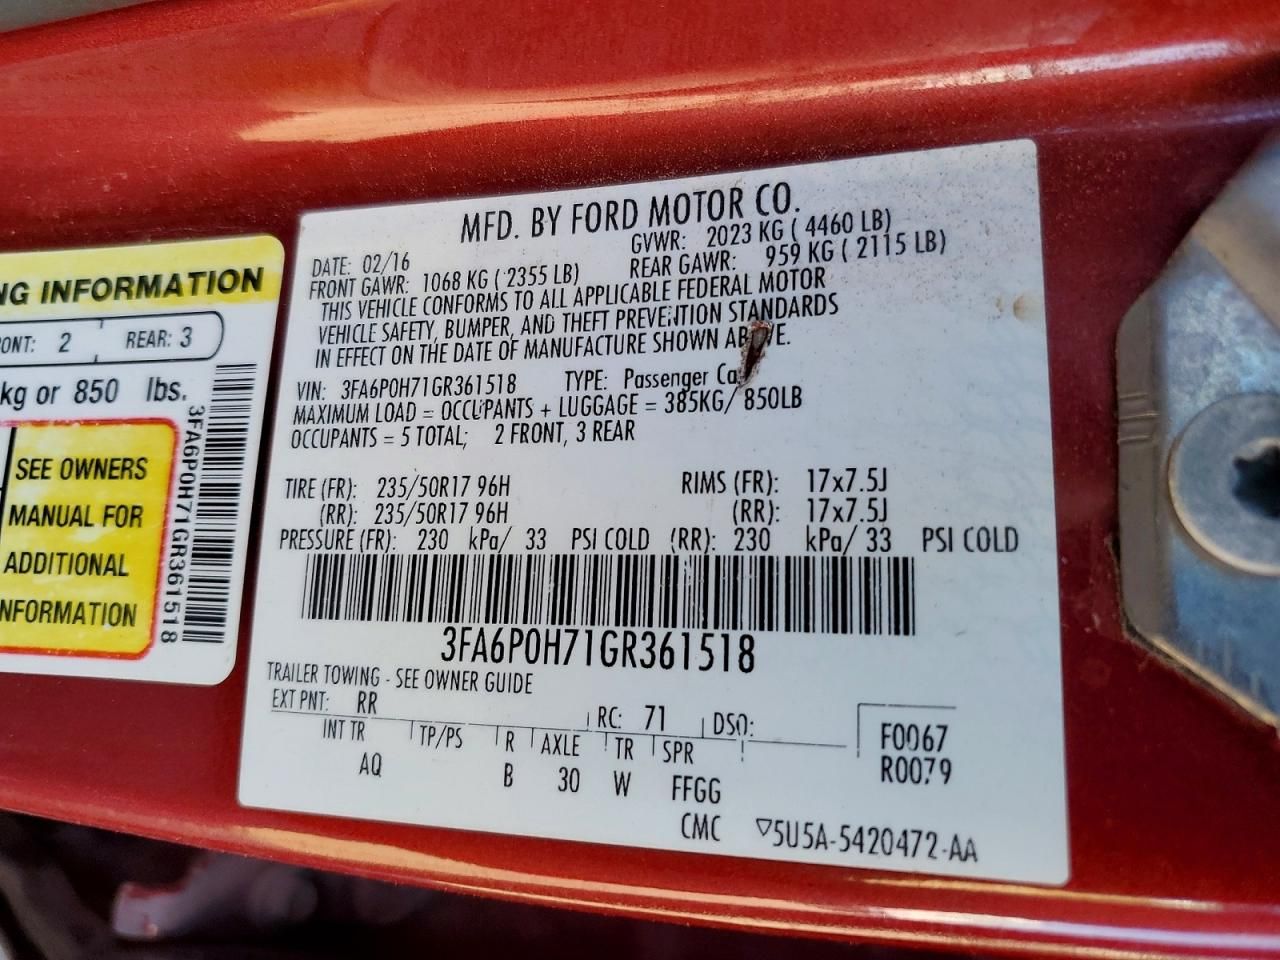 NG INFORMATION
ONT: 2 REAR: 3
kg or 850 lbs.
SEE OWNERS
MANUAL FOR
ADDITIONAL
NFORMATION
3FA6P0H71GR361518
MFD. BY FORD MOTOR CO.
DATE: 02/16 GVWR: 2023 KG ( 4460 LB)
FRONT GAWR: 1068 KG ( 2355 LB) REAR GAWR: 959 KG ( 2115 LB)
THIS VEHICLE CONFORMS TO ALL APPLICABLE FEDERAL MOTOR
VEHICLE SAFETY, BUMPER, AND THEFT PREVENTION STANDARDS
IN EFFECT ON THE DATE OF MANUFACTURE SHOWN ABOVE.
VIN: 3FA6P0H71GR361518 TYPE: Passenger Ca
MAXIMUM LOAD = OCCUPANTS + LUGGAGE = 385KG/ 850LB
OCCUPANTS = 5 TOTAL; 2 FRONT, 3 REAR
TIRE (FR): 235/50R17 96H RIMS (FR): 17x7.5J
(RR): 235/50R17 96H (RR): 17x7.5J
PRESSURE (FR): 230 kPa/ 33 PSI COLD (RR): 230 kPa/ 33 PSI COLD
3FA6P0H71GR361518
TRAILER TOWING - SEE OWNER GUIDE
EXT PNT: RR RC: 71 DSO:
INT TR TP/PS R AXLE TR SPR F0067
AQ B 30 W FFGG R0079
CMC ▽5U5A-5420472-AA